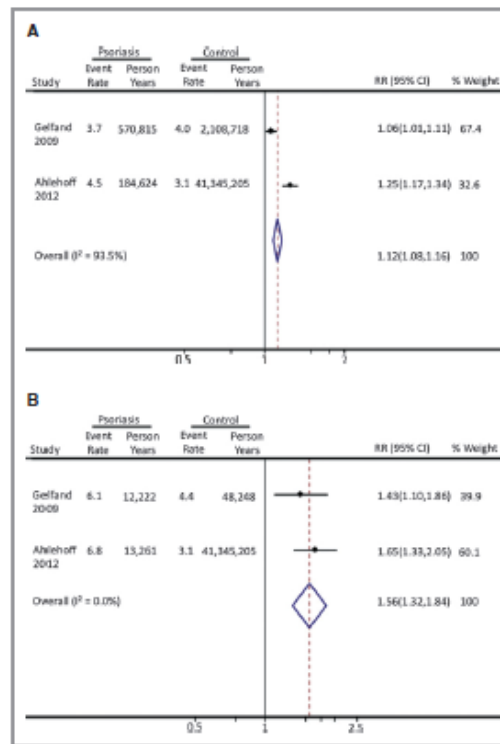 A
Psoriasis Control
Event Person Event Person
Study Rate Years Rate Years RR (95% CI) % Weight
Gelfand 3.7 570,815 4.0 2,108,718 1.06(1.01,1.11) 67.4
2009
Ahlehoff 4.5 184,624 3.1 41,345,205 1.25(1.17,1.34) 32.6
2012
Overall (I² = 93.5%) 1.12(1.08,1.16) 100
0.5 1 2
B
Psoriasis Control
Event Person Event Person
Study Rate Years Rate Years RR (95% CI) % Weight
Gelfand 6.1 12,222 4.4 48,248 1.43(1.10,1.86) 39.9
2009
Ahlehoff 6.8 13,261 3.1 41,345,205 1.65(1.33,2.05) 60.1
2012
Overall (I² = 0.0%) 1.56(1.32,1.84) 100
0.5 1 2.5